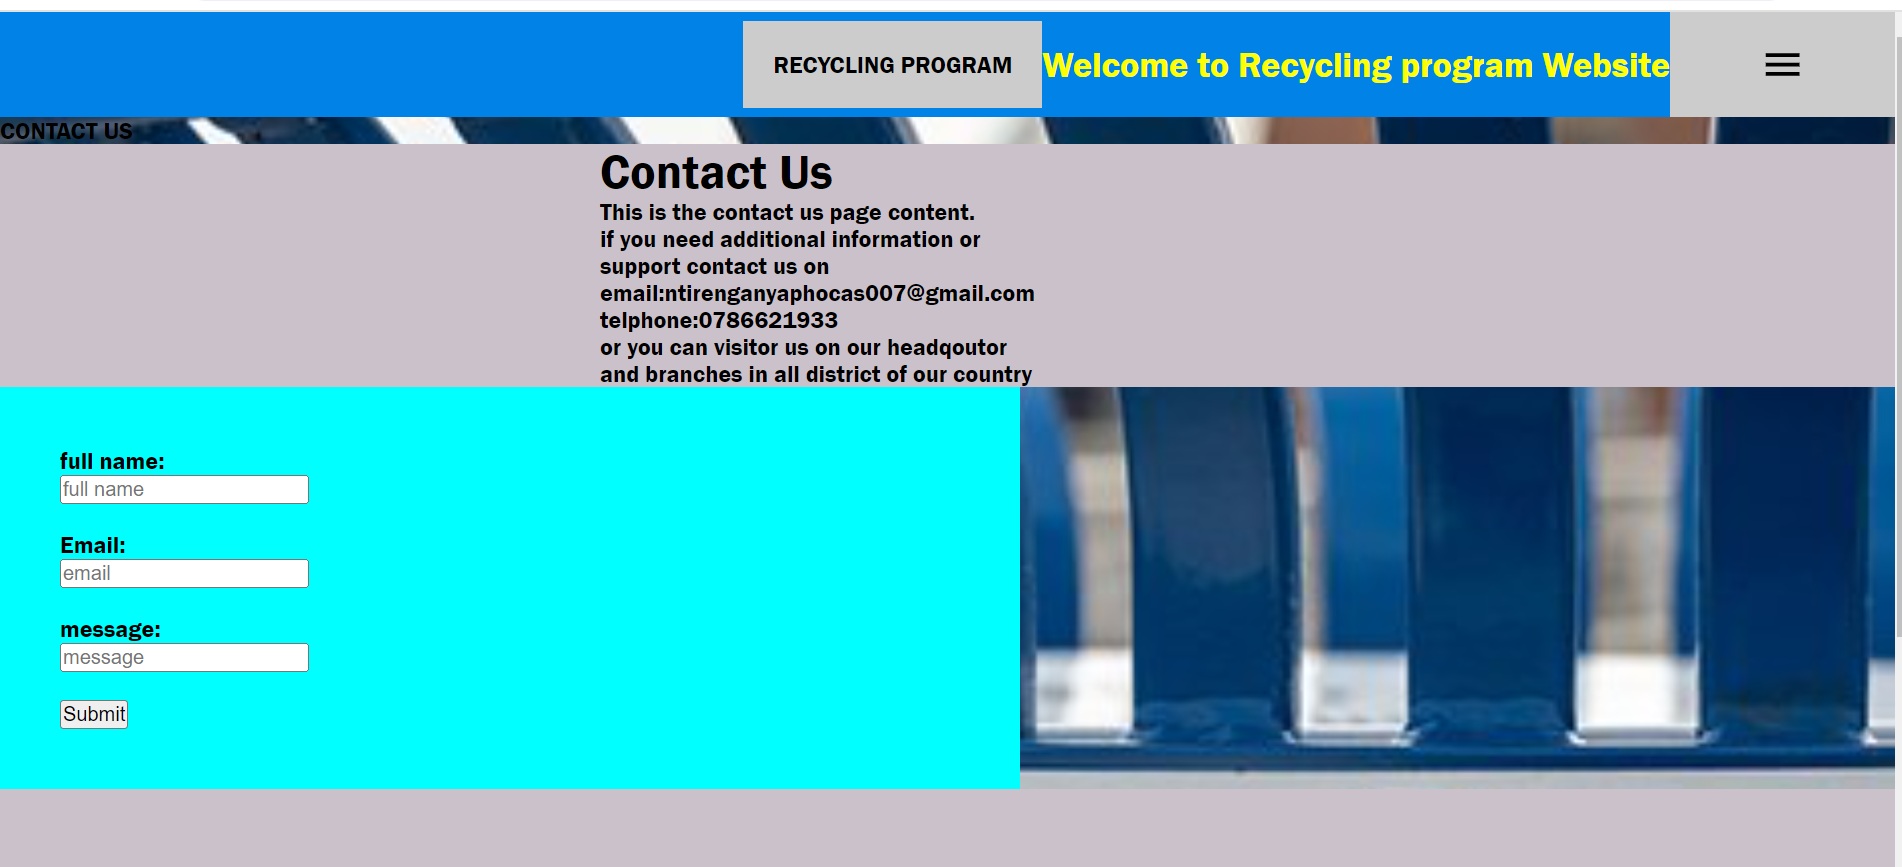 RECYCLING PROGRAM
Welcome to Recycling program Website
CONTACT US
Contact Us
This is the contact us page content.
if you need additional information or
support contact us on
email:ntirenganyaphocas007@gmail.com
telphone:0786621933
or you can visitor us on our headqoutor
and branches in all district of our country
full name:
full name
Email:
email
message:
message
Submit